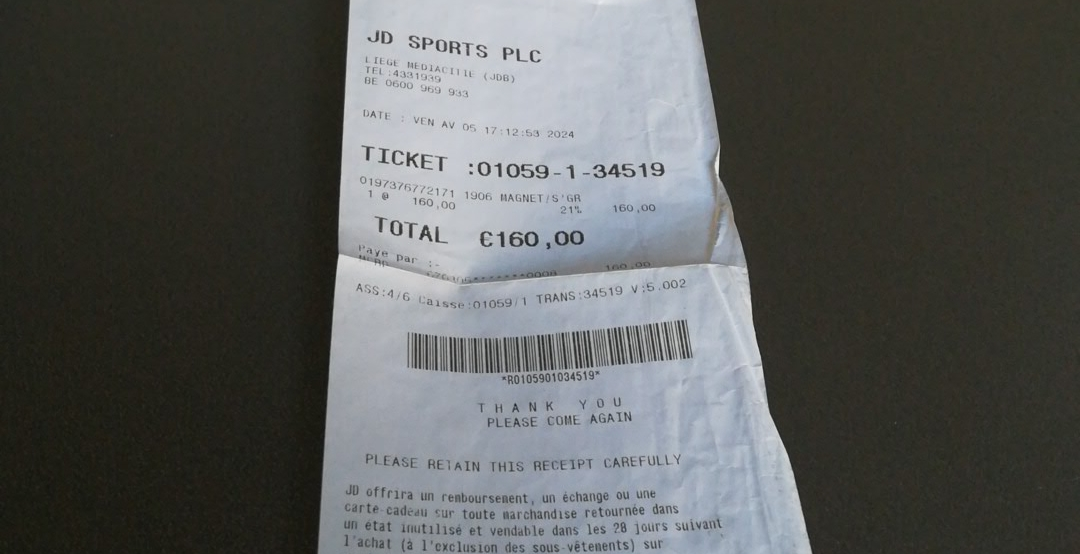 JD SPORTS PLC
LIEGE MEDIACITIE (JDB)
TEL:4331939
BE 0600 969 933
DATE : VEN AV 05 17:12:53 2024
TICKET :01059-1-34519
0197376772171 1906 MAGNET/S'GR
1 @ 160,00 21% 160,00
TOTAL €160,00
Paye par :-
160,00
ASS:4/6 Caisse:01059/1 TRANS:34519 V:5.002
*R0105901034519*
THANK YOU
PLEASE COME AGAIN
PLEASE RETAIN THIS RECEIPT CAREFULLY
JD offrira un remboursement, un échange ou une
carte-cadeau sur toute marchandise retournée dans
un état inutilisé et vendable dans les 28 jours suivant
l'achat (à l'exclusion des sous-vêtements) sur